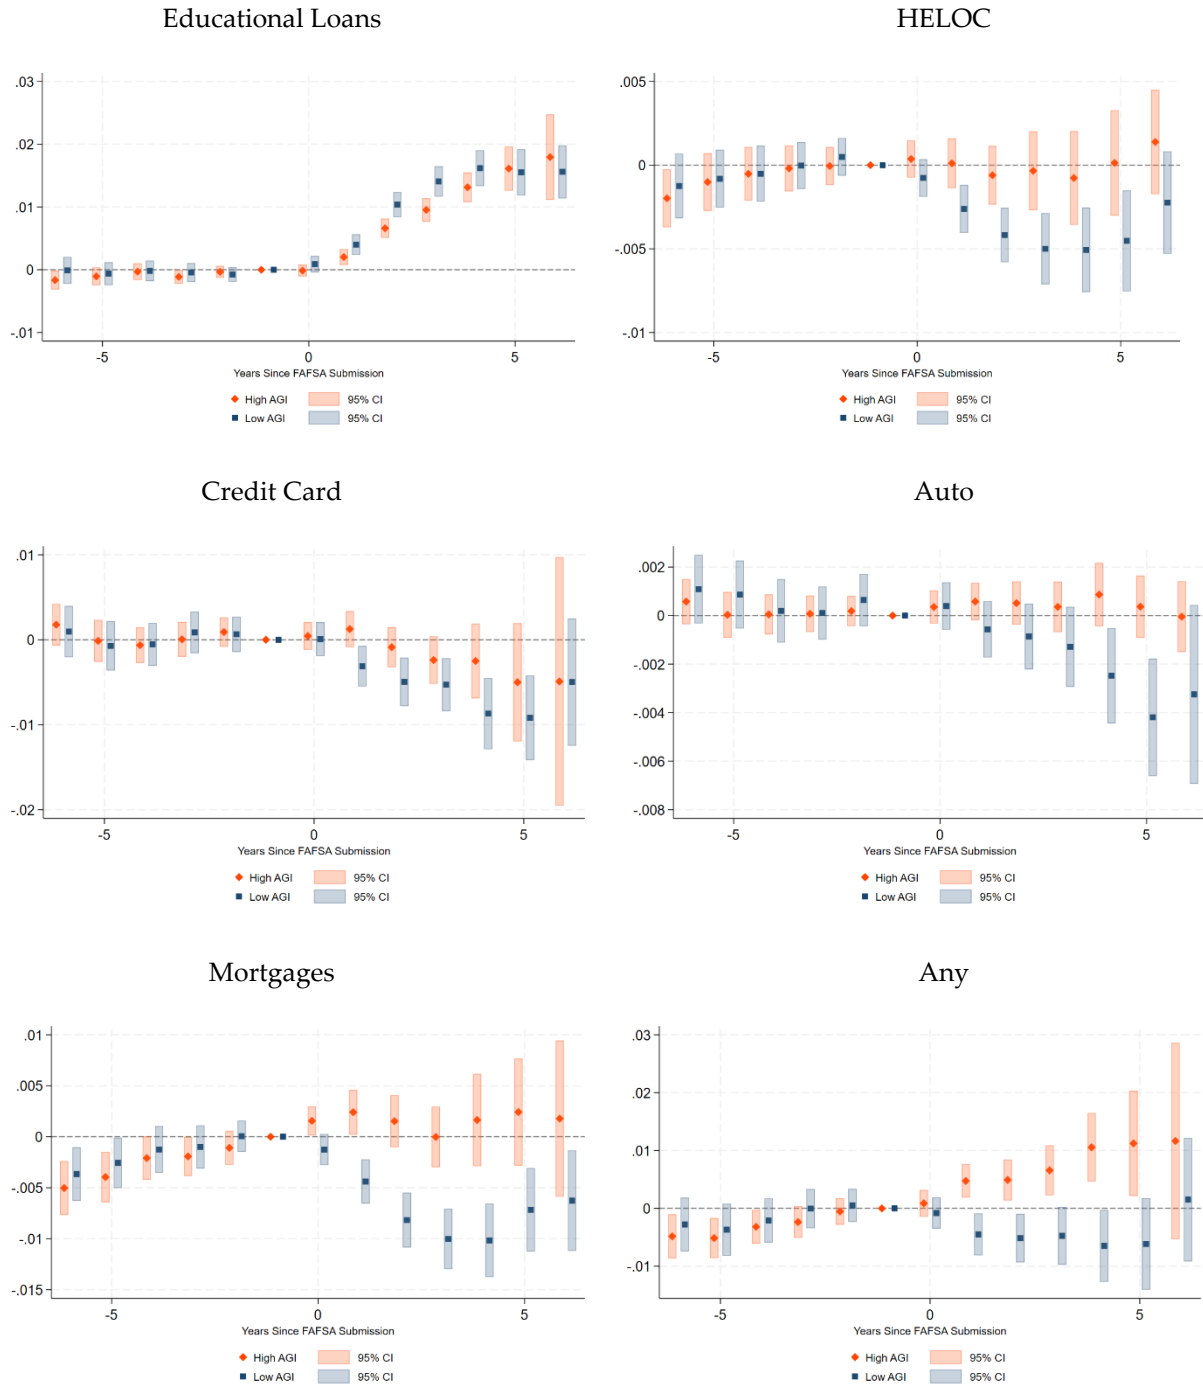 Educational Loans
.03
.02
.01
0
-.01
-5 0 5
Years Since FAFSA Submission
High AGI 95% CI
Low AGI 95% CI
HELOC
.005
0
-.005
-.01
-5 0 5
Years Since FAFSA Submission
High AGI 95% CI
Low AGI 95% CI
Credit Card
.01
0
-.01
-.02
-5 0 5
Years Since FAFSA Submission
High AGI 95% CI
Low AGI 95% CI
Auto
.002
0
-.002
-.004
-.006
-.008
-5 0 5
Years Since FAFSA Submission
High AGI 95% CI
Low AGI 95% CI
Mortgages
.01
.005
0
-.005
-.01
-.015
-5 0 5
Years Since FAFSA Submission
High AGI 95% CI
Low AGI 95% CI
Any
.03
.02
.01
0
-.01
-5 0 5
Years Since FAFSA Submission
High AGI 95% CI
Low AGI 95% CI